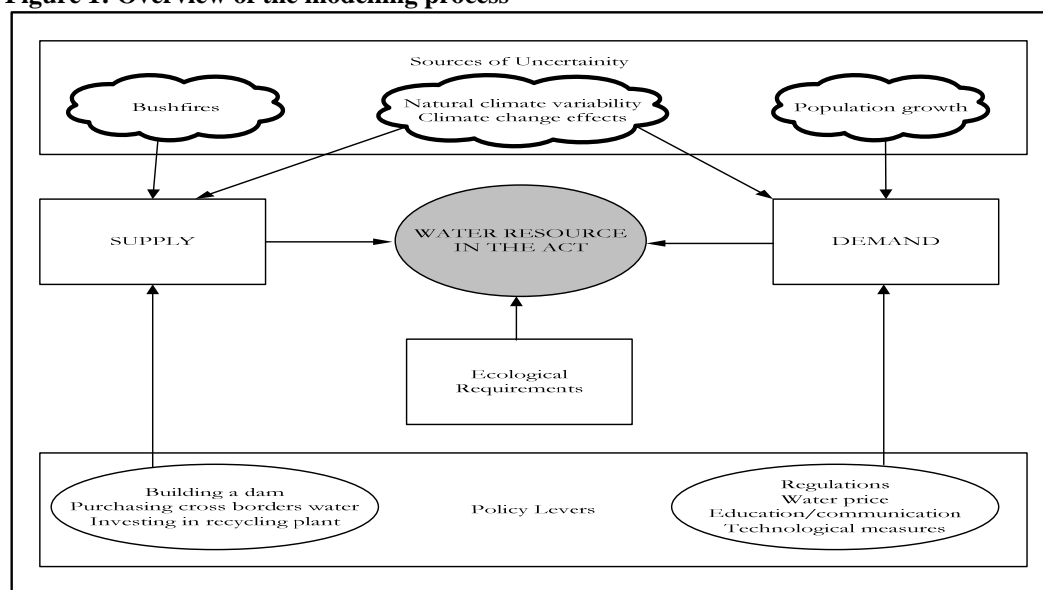 Figure 1: Overview of the modelling process
Sources of Uncertainity
Bushfires
Natural climate variability
Climate change effects
Population growth
SUPPLY
WATER RESOURCE
IN THE ACT
DEMAND
Ecological
Requirements
Building a dam
Purchasing cross borders water
Investing in recycling plant
Policy Levers
Regulations
Water price
Education/communication
Technological measures